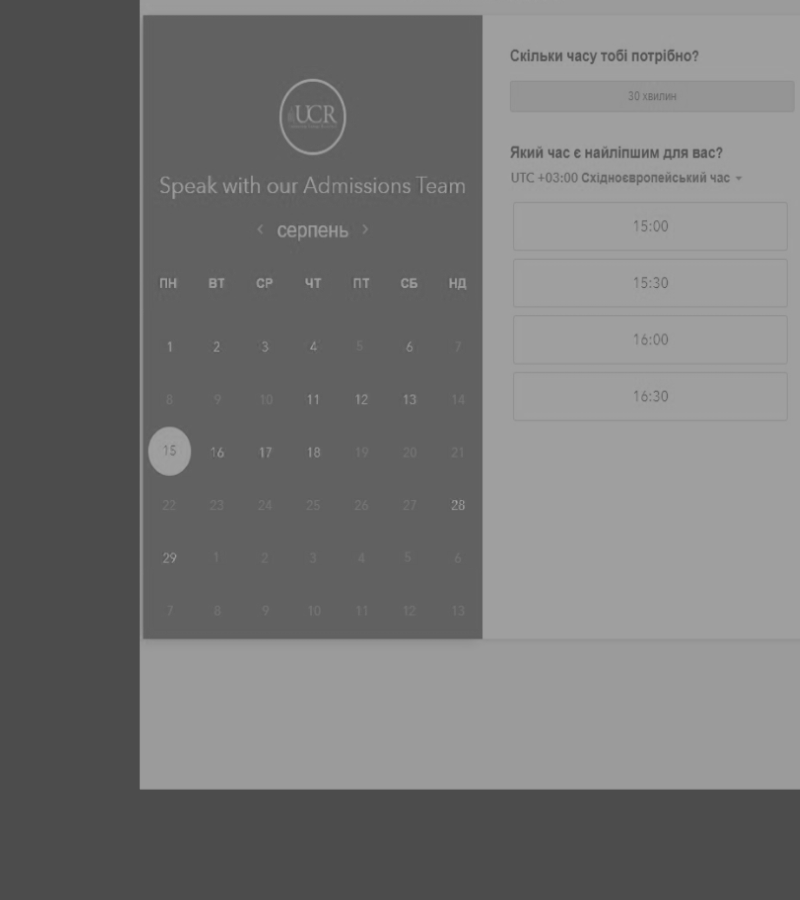 UCR
Speak with our Admissions Team
‹ серпень ›
ПН ВТ СР ЧТ ПТ СБ НД
1 2 3 4 5 6 7
8 9 10 11 12 13 14
15 16 17 18 19 20 21
22 23 24 25 26 27 28
29 1 2 3 4 5 6
7 8 9 10 11 12 13
Скільки часу тобі потрібно?
30 хвилин
Який час є найліпшим для вас?
UTC +03:00 Східноєвропейський час
15:00
15:30
16:00
16:30